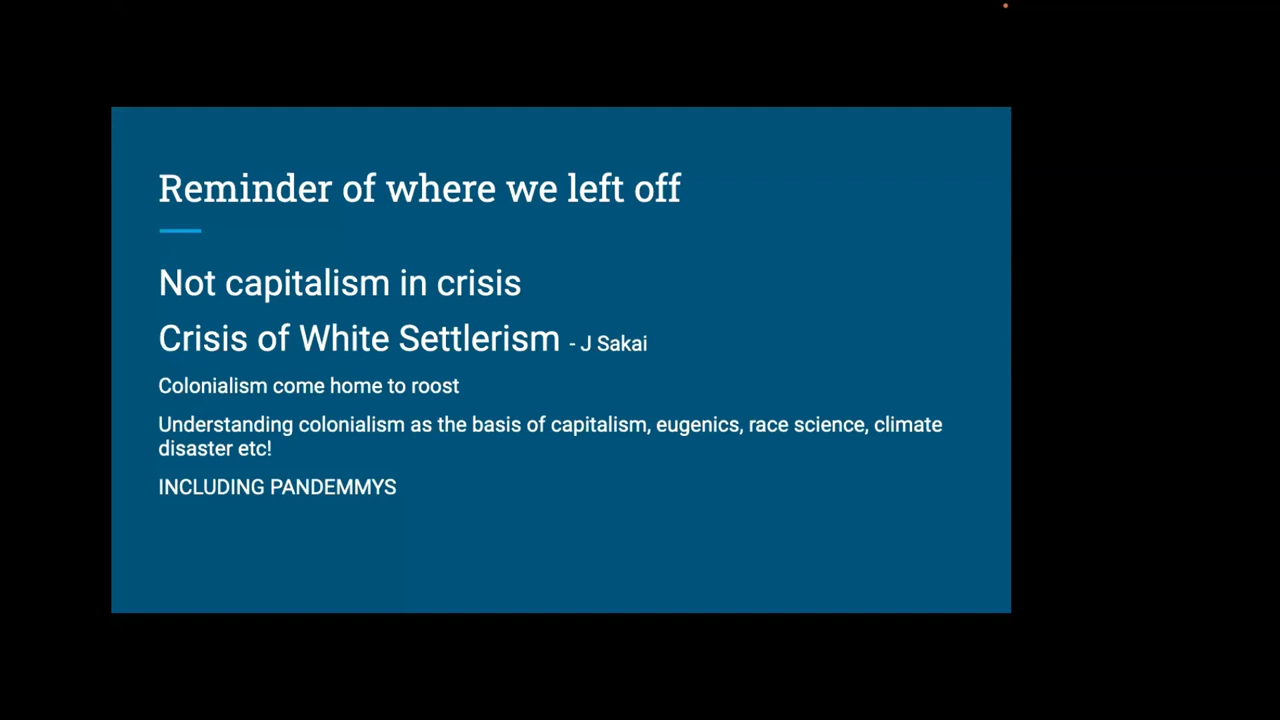 Reminder of where we left off
Not capitalism in crisis
Crisis of White Settlerism - J Sakai
Colonialism come home to roost
Understanding colonialism as the basis of capitalism, eugenics, race science, climate
disaster etc!
INCLUDING PANDEMMYS